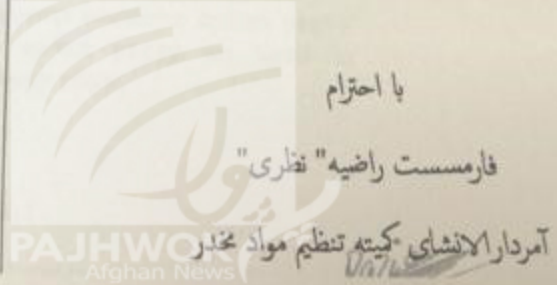 با احترام
فارمسست راضیه" نظری"
آمردارالانشای کمیته تنظیم مواد مخدر
PAJHWOK
Afghan News